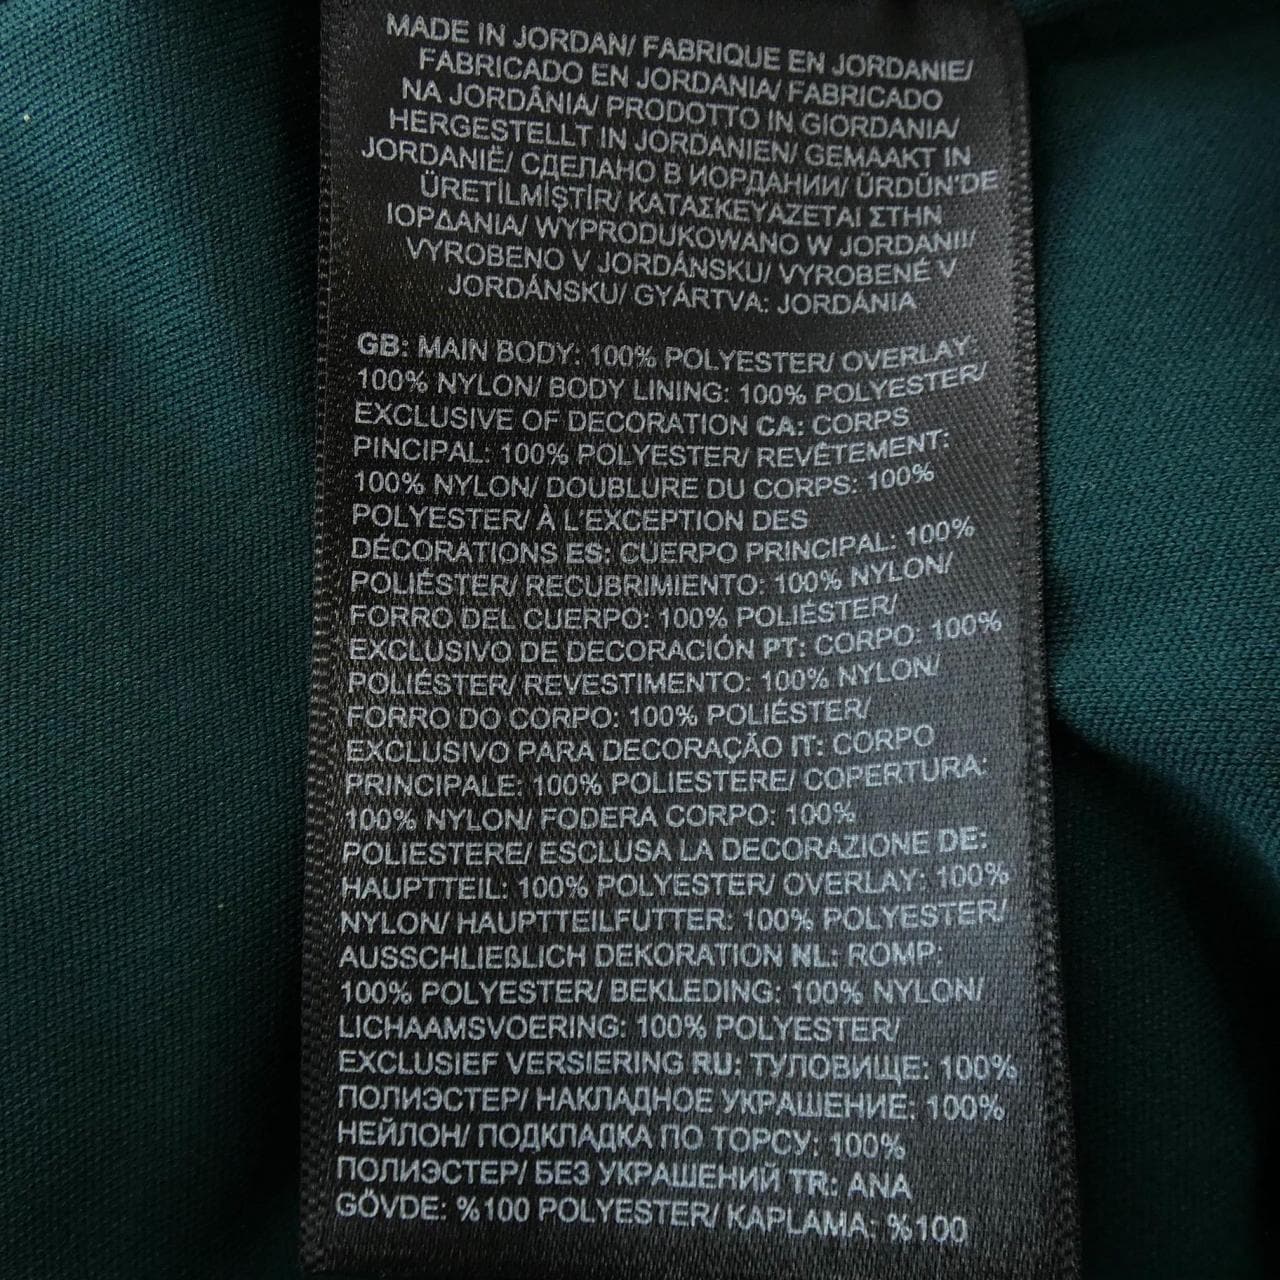 MADE IN JORDAN/ FABRIQUE EN JORDANIE/
FABRICADO EN JORDANIA/ FABRICADO
NA JORDÂNIA/ PRODOTTO IN GIORDANIA/
HERGESTELLT IN JORDANIEN/ GEMAAKT IN
JORDANIË/ СДЕЛАНО В ИОРДАНИИ/ ÜRDÜN'DE
ÜRETİLMİŞTİR/ ΚΑΤΑΣΚΕΥΑΖΕΤΑΙ ΣΤΗΝ
ΙΟΡΔΑΝΙΑ/ WYPRODUKOWANO W JORDANII/
VYROBENO V JORDÁNSKU/ VYROBENÉ V
JORDÁNSKU/ GYÁRTVA: JORDÁNIA
GB: MAIN BODY: 100% POLYESTER/ OVERLAY:
100% NYLON/ BODY LINING: 100% POLYESTER/
EXCLUSIVE OF DECORATION CA: CORPS
PINCIPAL: 100% POLYESTER/ REVÊTEMENT:
100% NYLON/ DOUBLURE DU CORPS: 100%
POLYESTER/ À L'EXCEPTION DES
DÉCORATIONS ES: CUERPO PRINCIPAL: 100%
POLIÉSTER/ RECUBRIMIENTO: 100% NYLON/
FORRO DEL CUERPO: 100% POLIÉSTER/
EXCLUSIVO DE DECORACIÓN PT: CORPO: 100%
POLIÉSTER/ REVESTIMENTO: 100% NYLON/
FORRO DO CORPO: 100% POLIÉSTER/
EXCLUSIVO PARA DECORAÇÃO IT: CORPO
PRINCIPALE: 100% POLIESTERE/ COPERTURA:
100% NYLON/ FODERA CORPO: 100%
POLIESTERE/ ESCLUSA LA DECORAZIONE DE:
HAUPTTEIL: 100% POLYESTER/ OVERLAY: 100%
NYLON/ HAUPTTEILFUTTER: 100% POLYESTER/
AUSSCHLIEßLICH DEKORATION NL: ROMP:
100% POLYESTER/ BEKLEDING: 100% NYLON/
LICHAAMSVOERING: 100% POLYESTER/
EXCLUSIEF VERSIERING RU: ТУЛОВИЩЕ: 100%
ПОЛИЭСТЕР/ НАКЛАДНОЕ УКРАШЕНИЕ: 100%
НЕЙЛОН/ ПОДКЛАДКА ПО ТОРСУ: 100%
ПОЛИЭСТЕР/ БЕЗ УКРАШЕНИЙ TR: ANA
GÖVDE: %100 POLYESTER/ KAPLAMA: %100